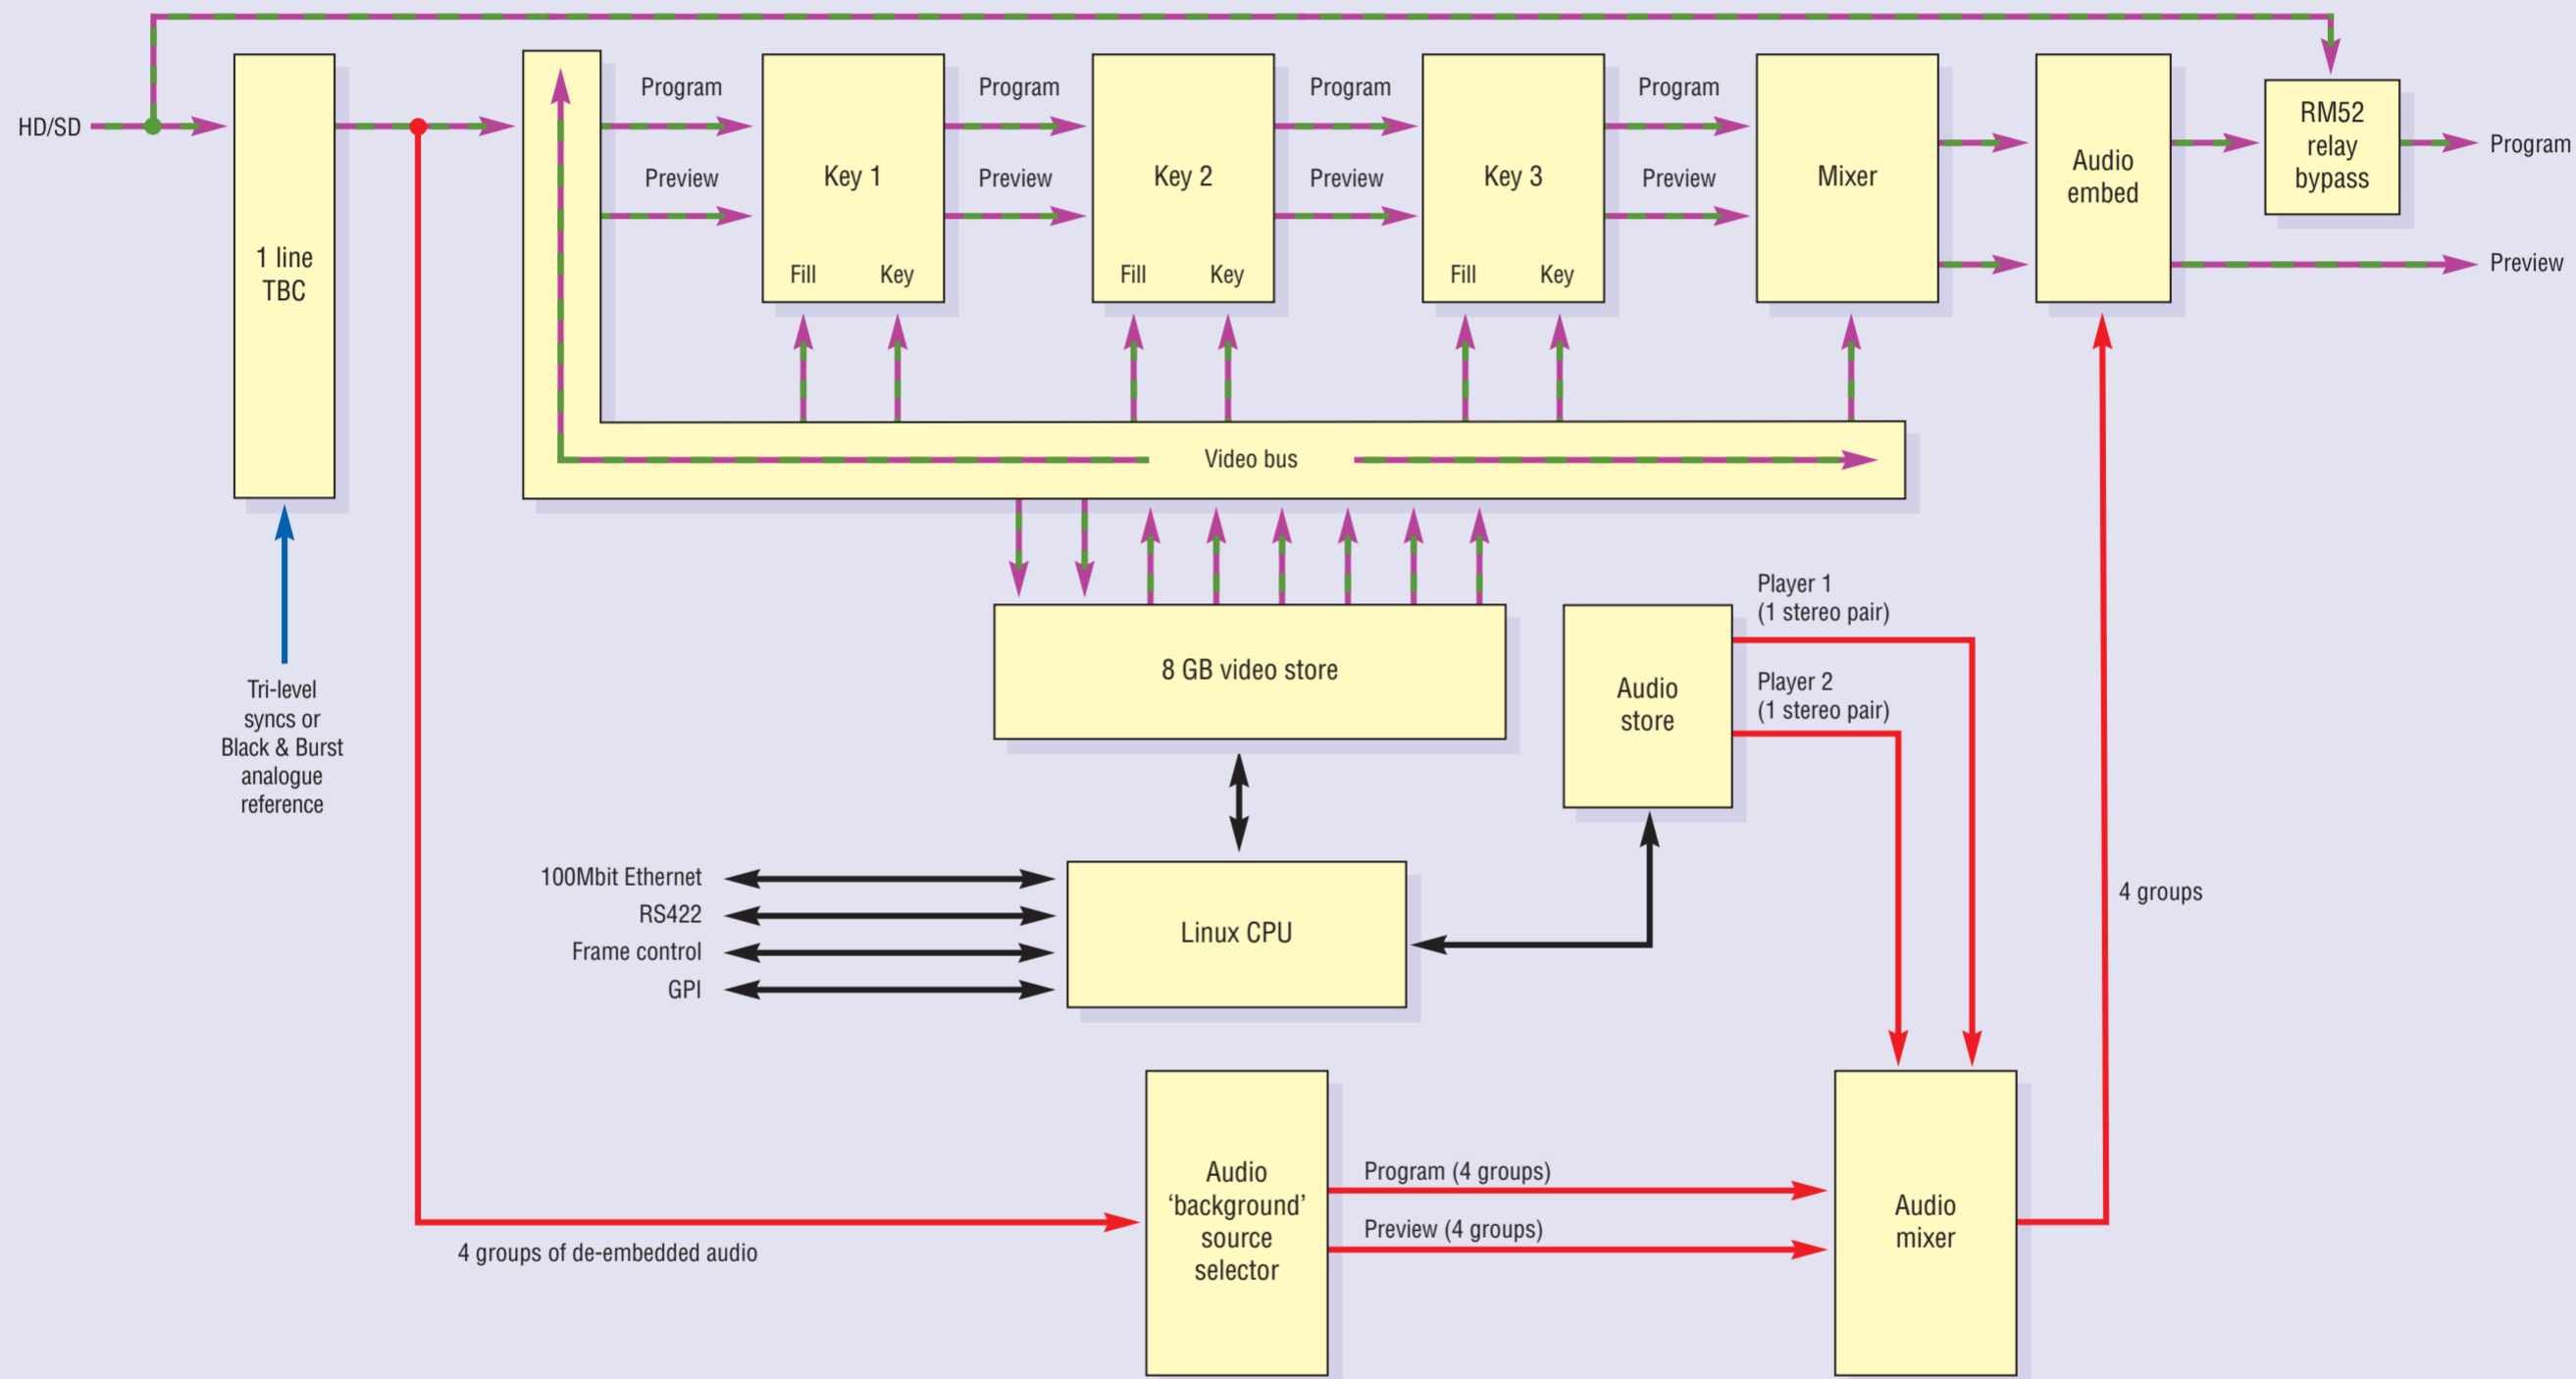 HD/SD
1 line
TBC
Tri-level
syncs or
Black & Burst
analogue
reference
Program
Preview
Key 1
Fill Key
Program
Preview
Key 2
Fill Key
Program
Preview
Key 3
Fill Key
Program
Preview
Mixer
Audio
embed
RM52
relay
bypass
Program
Preview
Video bus
8 GB video store
Audio
store
Player 1
(1 stereo pair)
Player 2
(1 stereo pair)
4 groups
100Mbit Ethernet
RS422
Frame control
GPI
Linux CPU
4 groups of de-embedded audio
Audio
‘background’
source
selector
Program (4 groups)
Preview (4 groups)
Audio
mixer